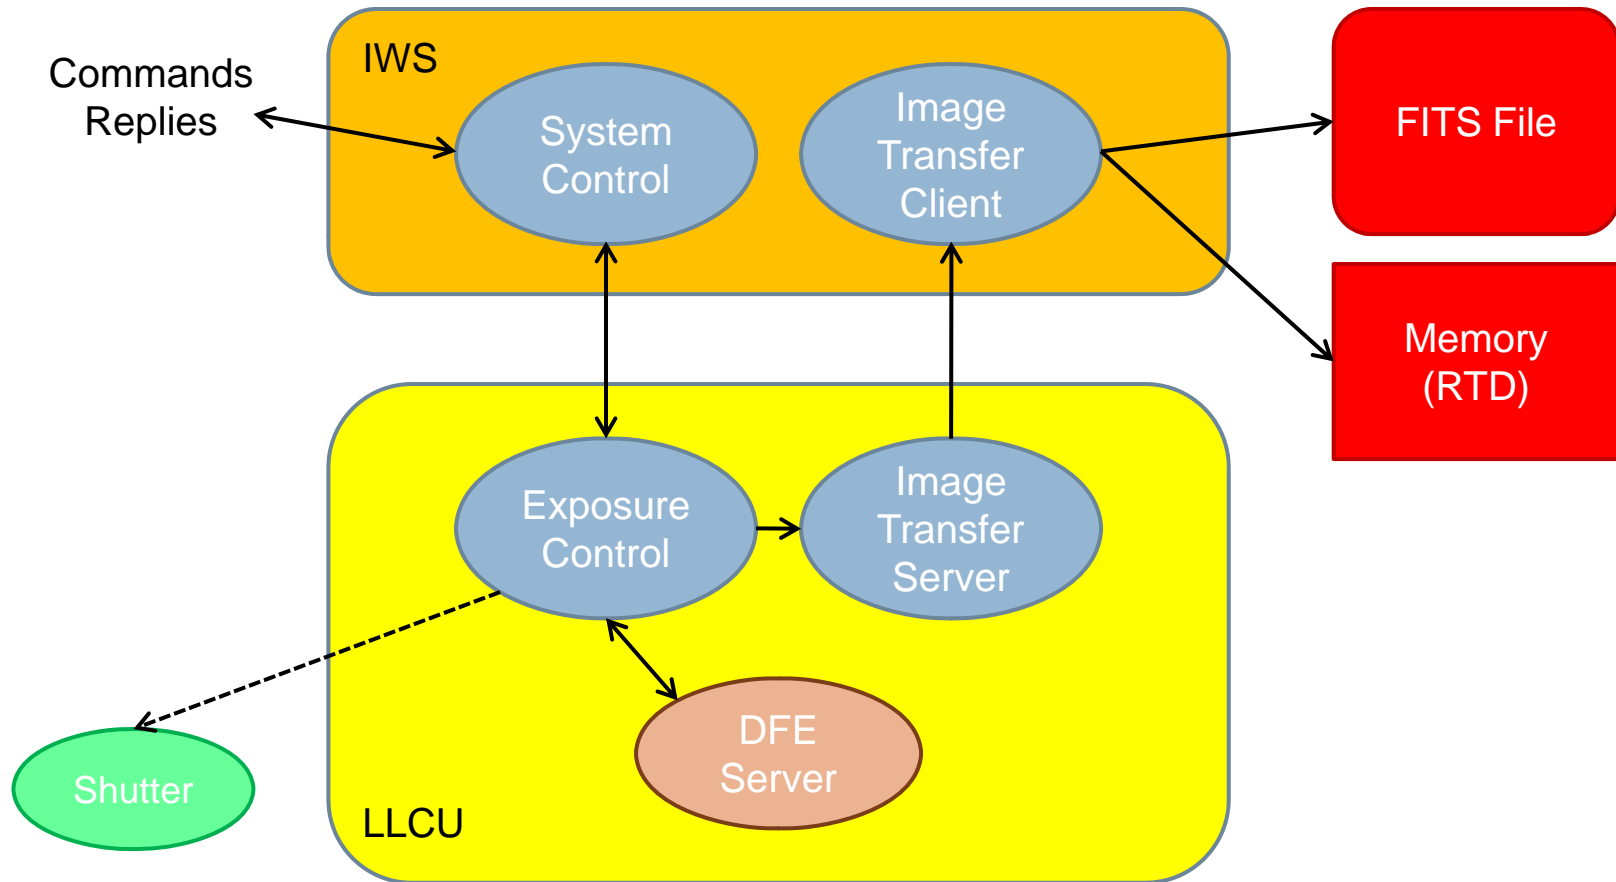 Commands
Replies
IWS
System
Control
Image
Transfer
Client
FITS File
Memory
(RTD)
Exposure
Control
Image
Transfer
Server
DFE
Server
Shutter
LLCU